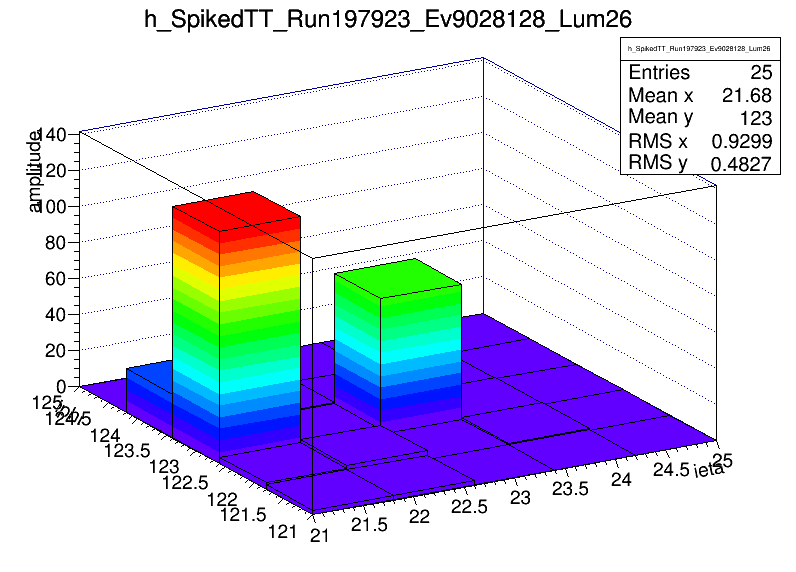 h_SpikedTT_Run197923_Ev9028128_Lum26
h_SpikedTT_Run197923_Ev9028128_Lum26
Entries 25
Mean x 21.68
Mean y 123
RMS x 0.9299
RMS y 0.4827
amplitude
140
120
100
80
60
40
20
0
125
124.5
124
123.5
123
122.5
122
121.5
121
21
21.5
22
22.5
23
23.5
24
24.5
25
ieta